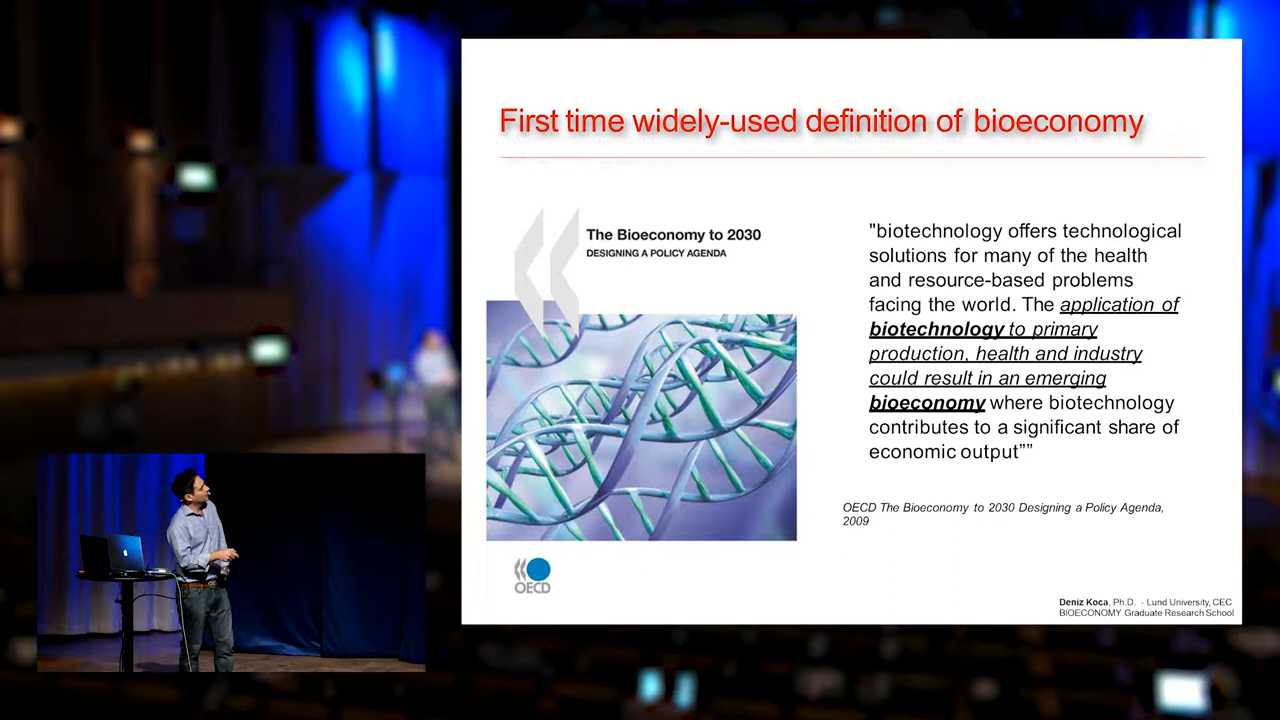 First time widely-used definition of bioeconomy
The Bioeconomy to 2030
DESIGNING A POLICY AGENDA
"biotechnology offers technological
solutions for many of the health
and resource-based problems
facing the world. The application of
biotechnology to primary
production, health and industry
could result in an emerging
bioeconomy where biotechnology
contributes to a significant share of
economic output””
OECD The Bioeconomy to 2030 Designing a Policy Agenda,
2009
OECD
Deniz Koca, Ph.D. - Lund University, CEC
BIOECONOMY Graduate Research School